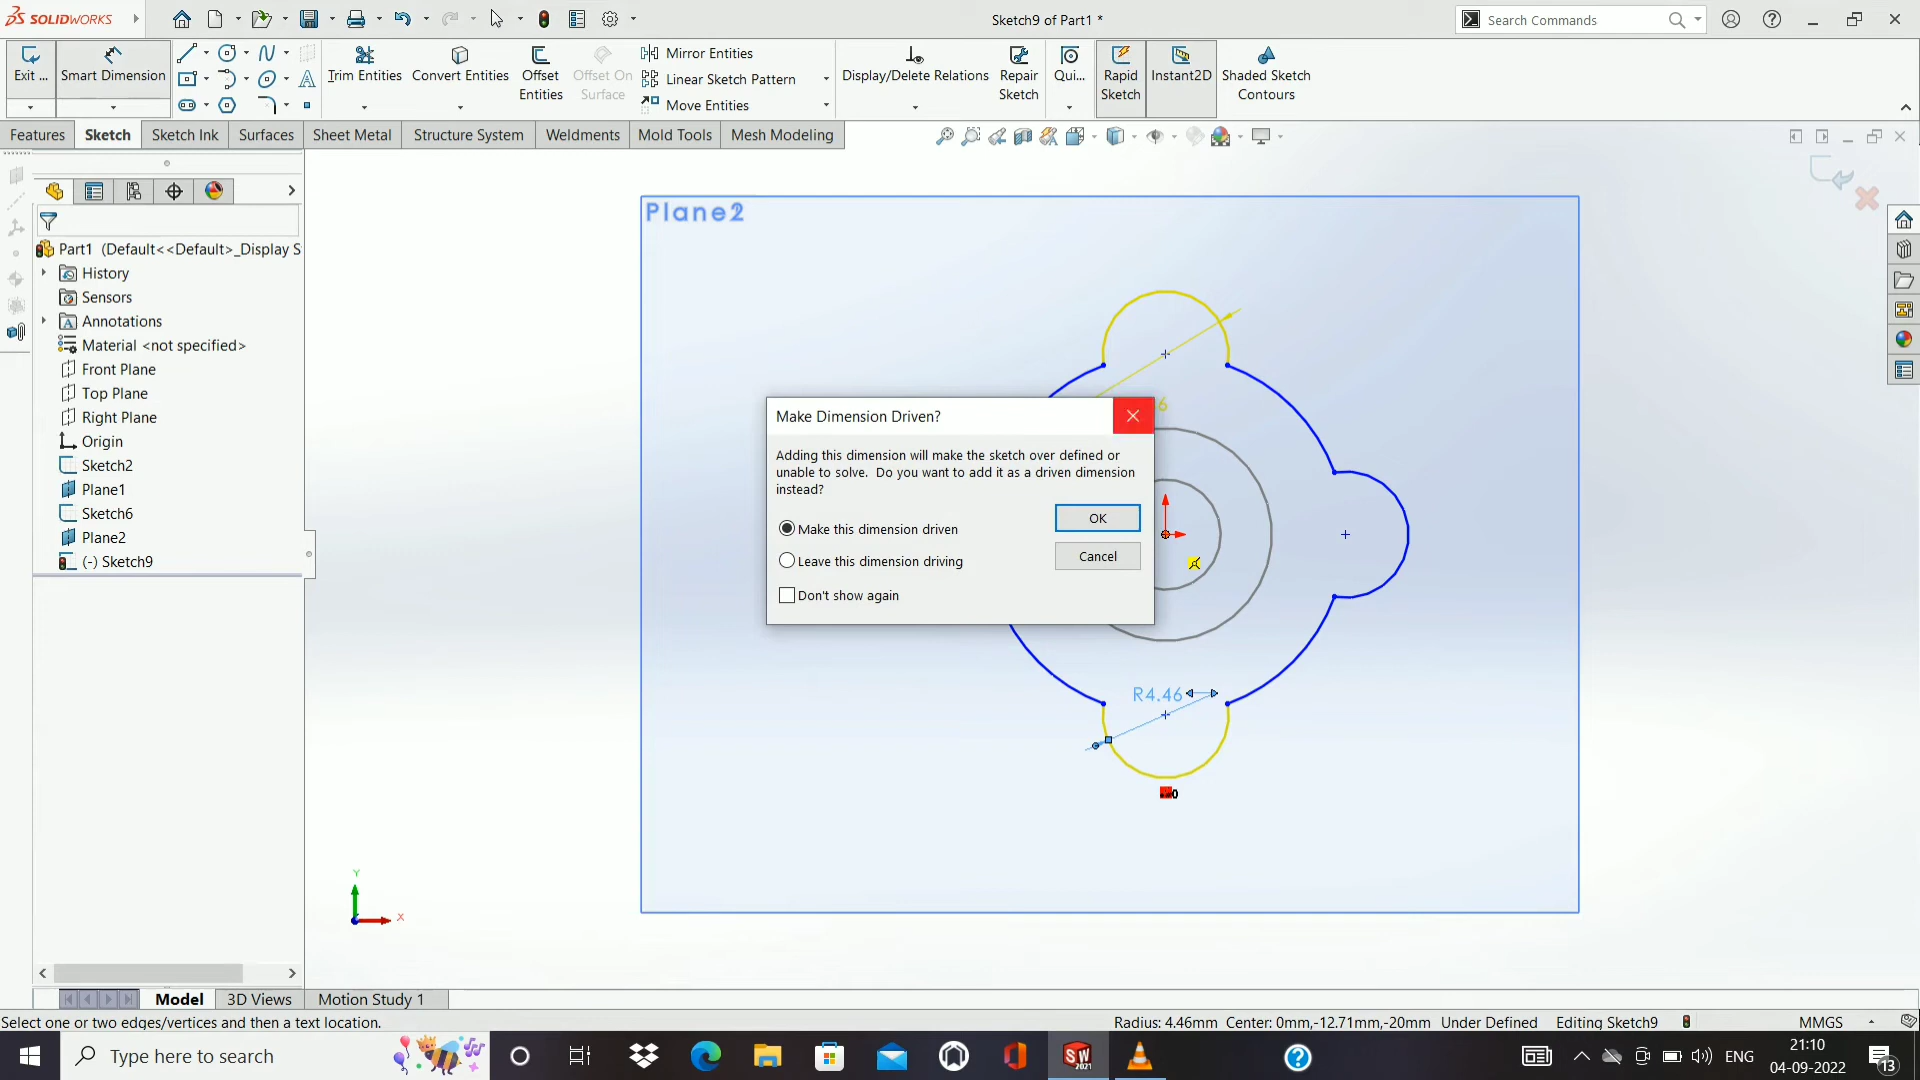 SOLIDWORKS
Sketch9 of Part1 *
Search Commands
Exit ...
Smart Dimension
Trim Entities
Convert Entities
Offset Entities
Offset On Surface
Mirror Entities
Linear Sketch Pattern
Move Entities
Display/Delete Relations
Repair Sketch
Qui...
Rapid Sketch
Instant2D
Shaded Sketch Contours
Features
Sketch
Sketch Ink
Surfaces
Sheet Metal
Structure System
Weldments
Mold Tools
Mesh Modeling
Part1 (Default<<Default>_Display S
History
Sensors
Annotations
Material <not specified>
Front Plane
Top Plane
Right Plane
Origin
Sketch2
Plane1
Sketch6
Plane2
(-) Sketch9
Plane2
Make Dimension Driven?
Adding this dimension will make the sketch over defined or
unable to solve. Do you want to add it as a driven dimension
instead?
Make this dimension driven
Leave this dimension driving
Don't show again
OK
Cancel
6
R4.46
Y
X
Model
3D Views
Motion Study 1
Select one or two edges/vertices and then a text location.
Radius: 4.46mm Center: 0mm,-12.71mm,-20mm
Under Defined
Editing Sketch9
MMGS
Type here to search
SW
2021
ENG
21:10
04-09-2022
13